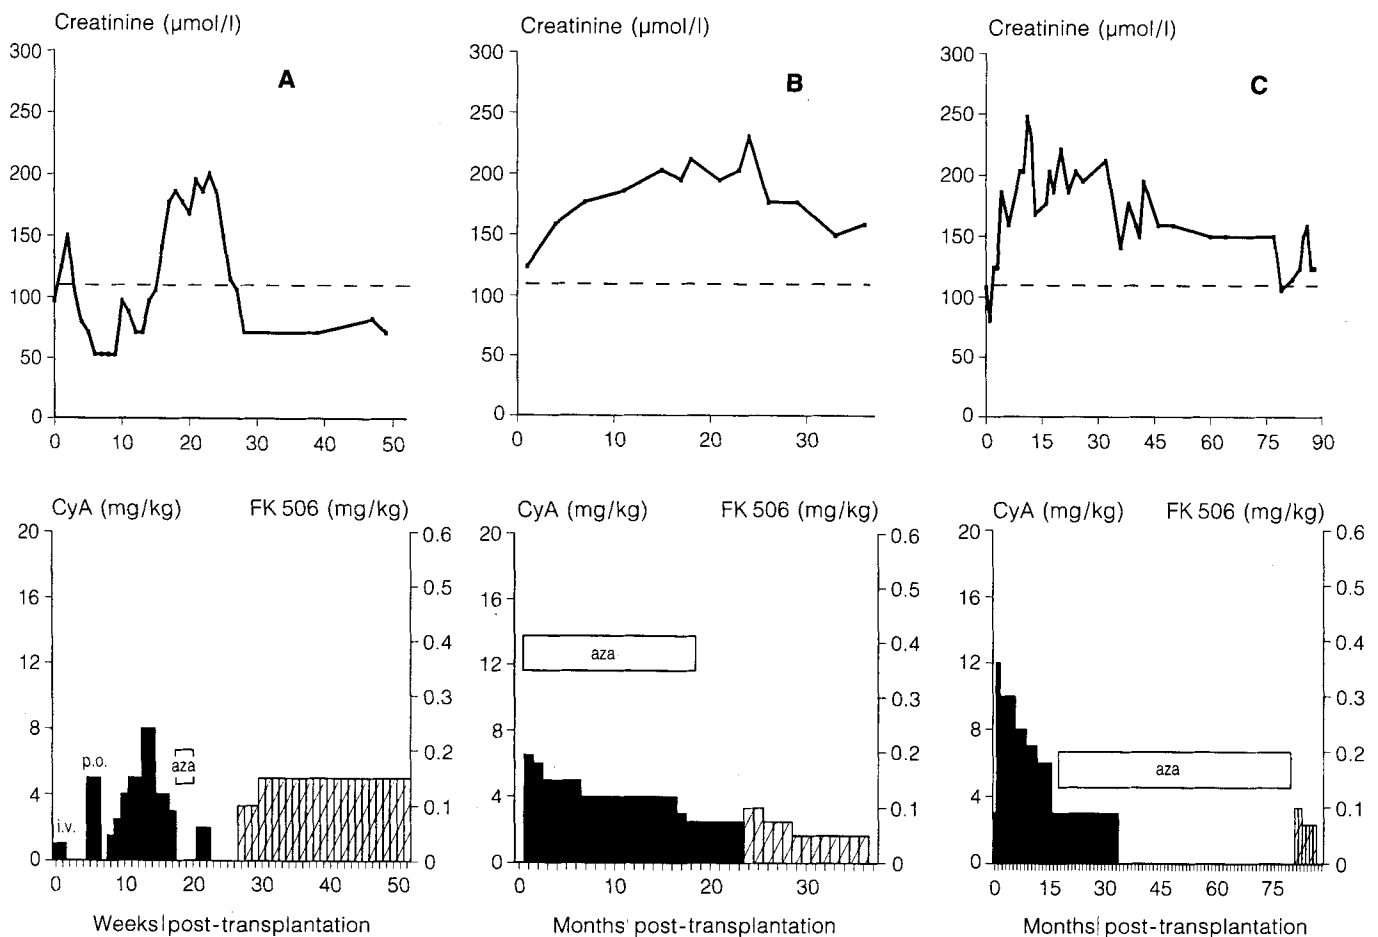 Creatinine (µmol/l)
A
300
250
200
150
100
50
0
0 10 20 30 40 50
Creatinine (µmol/l)
B
300
250
200
150
100
50
0
0 10 20 30
Creatinine (µmol/l)
C
300
250
200
150
100
50
0
0 15 30 45 60 75 90
CyA (mg/kg) FK 506 (mg/kg)
20
16
12
8
4
0
0.6
0.5
0.4
0.3
0.2
0.1
0
i.v.
p.o.
aza
0 10 20 30 40 50
Weeks post-transplantation
CyA (mg/kg) FK 506 (mg/kg)
20
16
12
8
4
0
0.6
0.5
0.4
0.3
0.2
0.1
0
aza
0 10 20 30
Months post-transplantation
CyA (mg/kg) FK 506 (mg/kg)
20
16
12
8
4
0
0.6
0.5
0.4
0.3
0.2
0.1
0
aza
0 15 30 45 60 75
Months post-transplantation